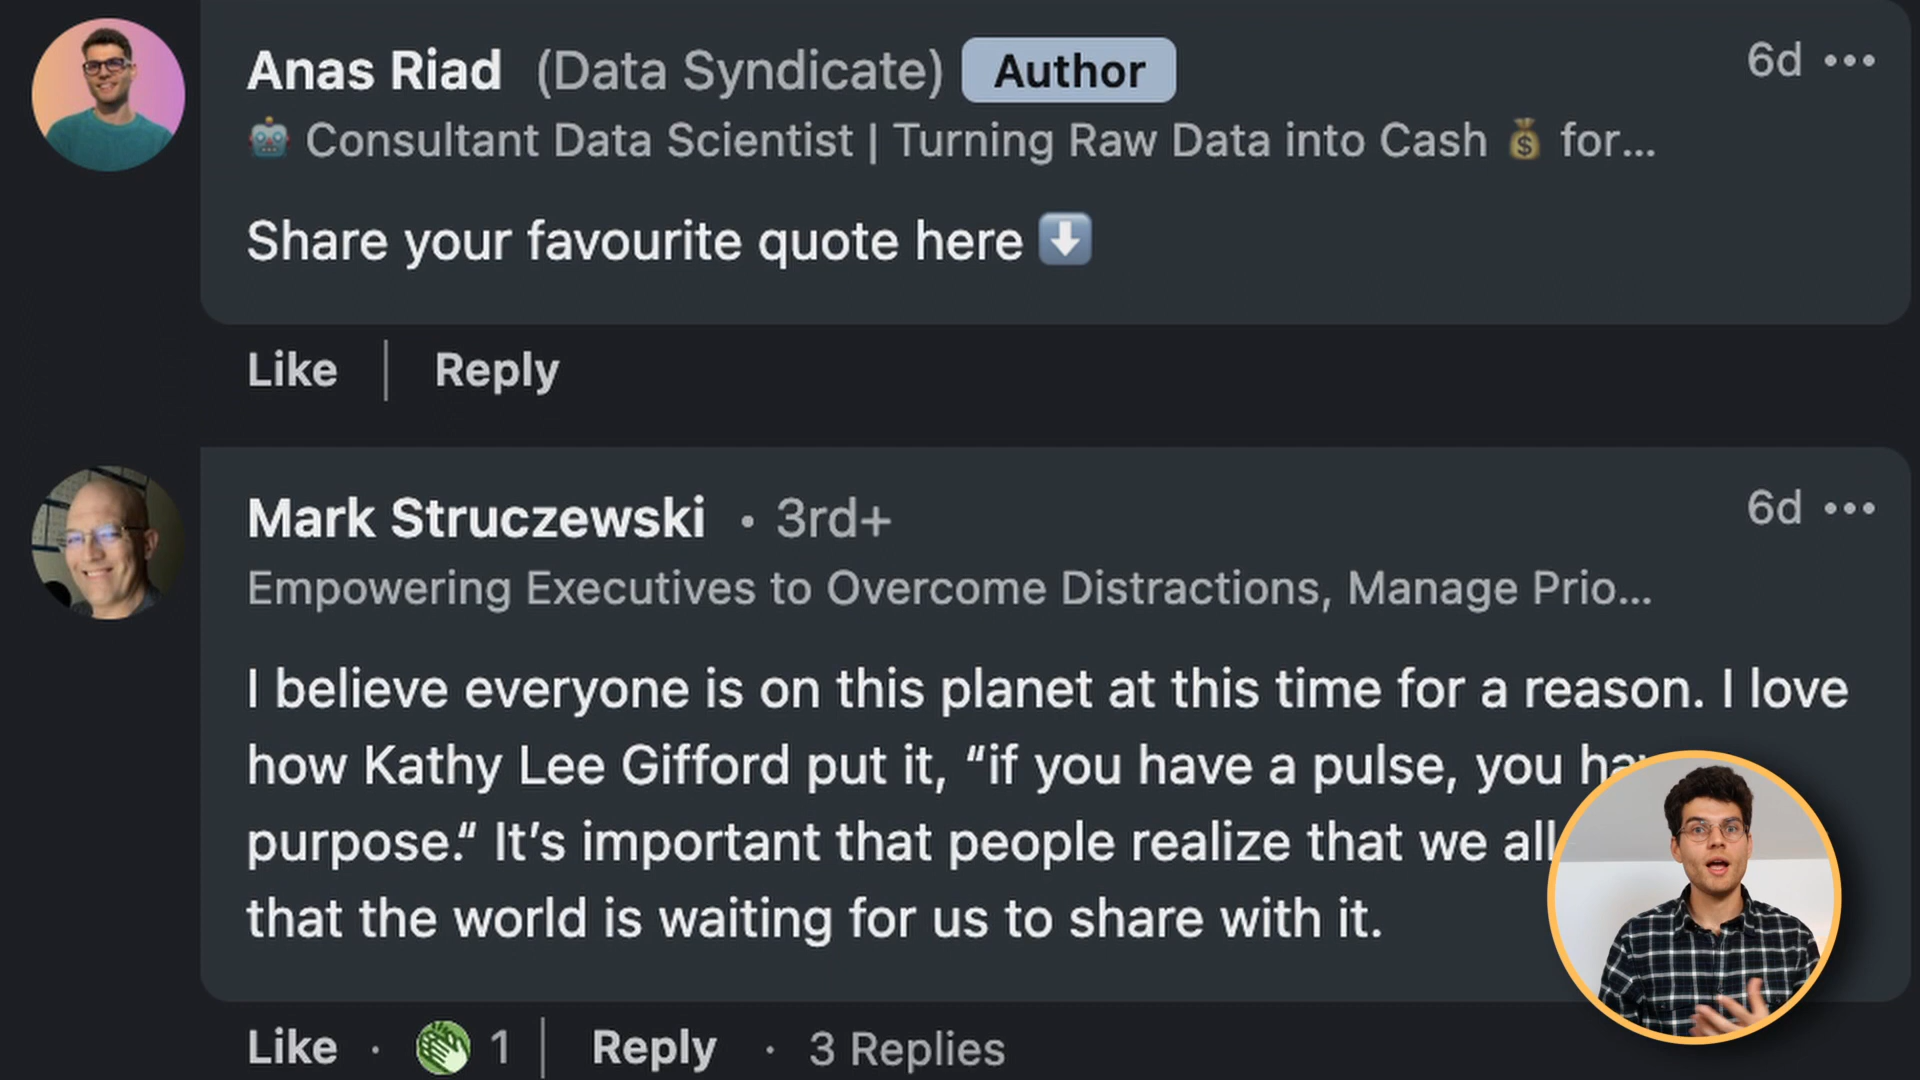 Anas Riad (Data Syndicate) Author 6d
Consultant Data Scientist | Turning Raw Data into Cash for...
Share your favourite quote here
Like | Reply
Mark Struczewski • 3rd+ 6d
Empowering Executives to Overcome Distractions, Manage Prio...
I believe everyone is on this planet at this time for a reason. I love
how Kathy Lee Gifford put it, “if you have a pulse, you
purpose.“ It’s important that people realize that we all
that the world is waiting for us to share with it.
Like · 1 | Reply · 3 Replies